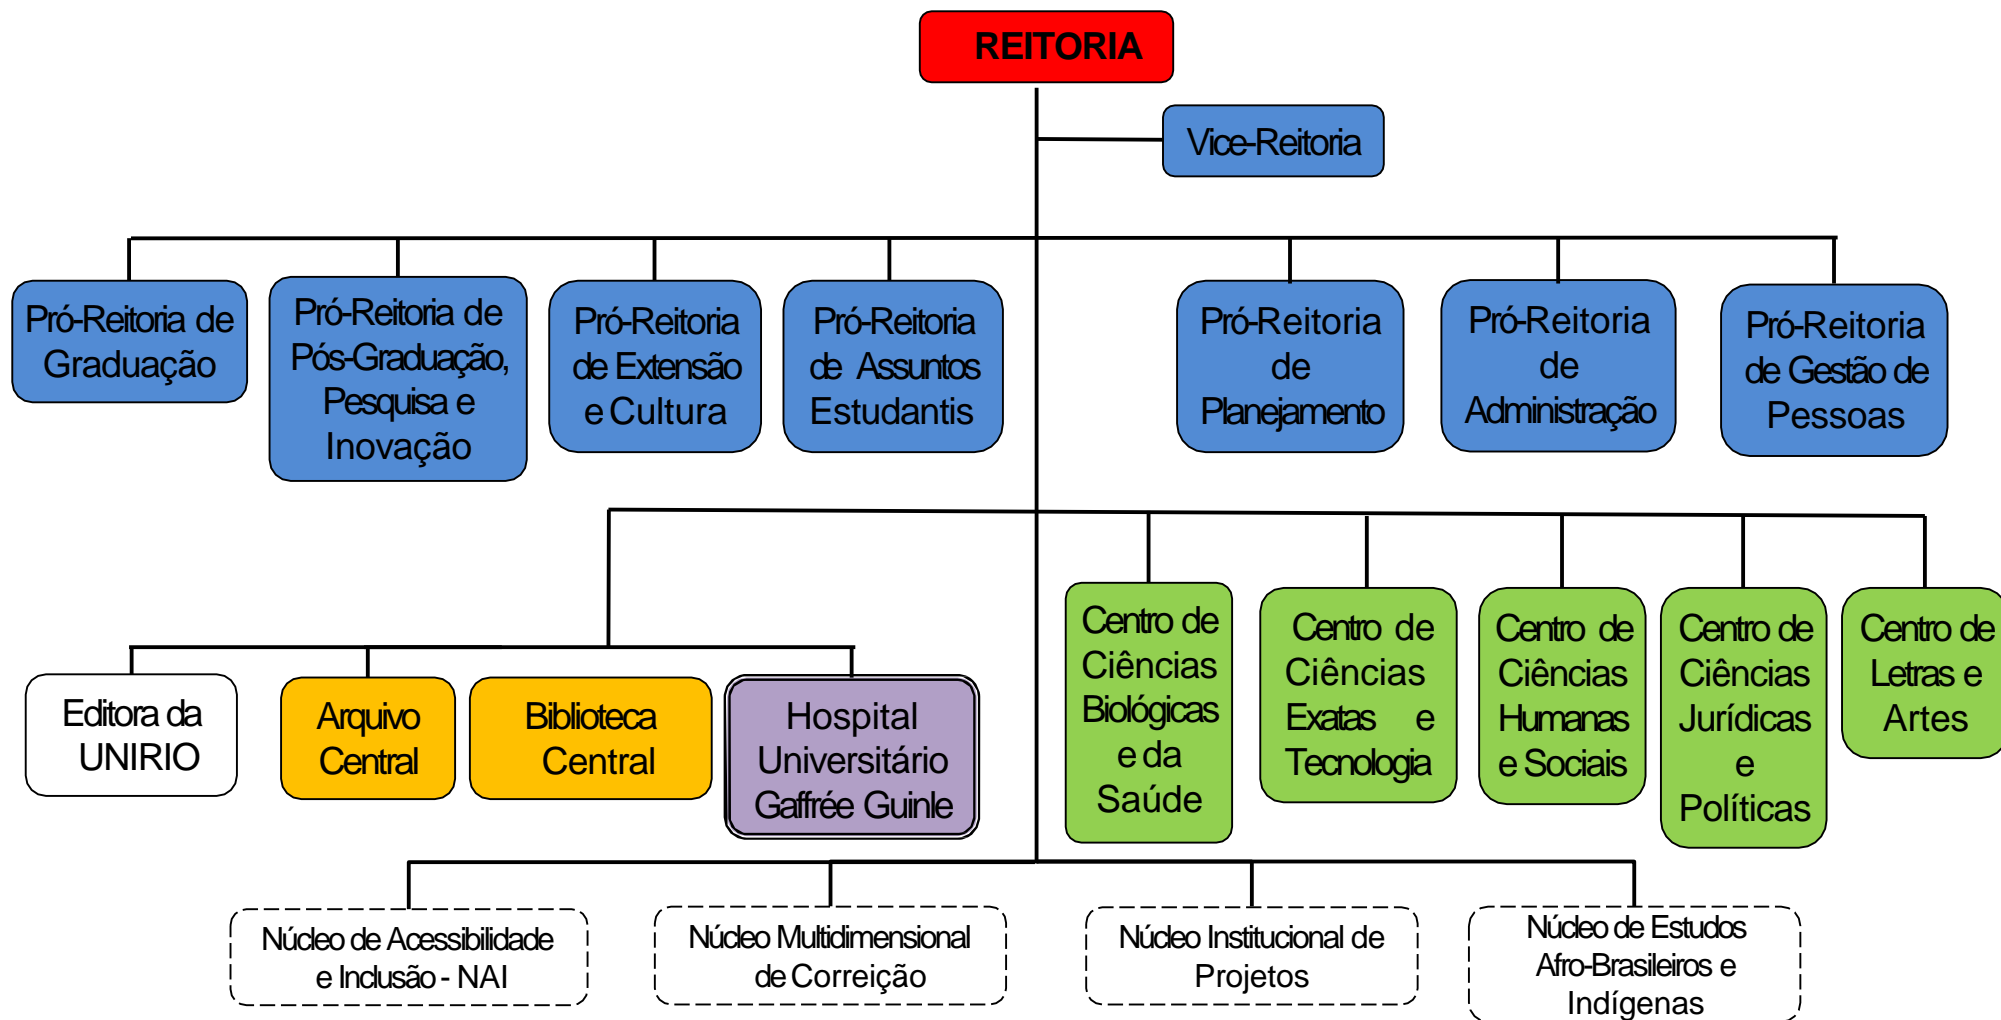 REITORIA
Vice-Reitoria
Pró-Reitoria de
Graduação
Pró-Reitoria de
Pós-Graduação,
Pesquisa e
Inovação
Pró-Reitoria
de Extensão
e Cultura
Pró-Reitoria
de Assuntos
Estudantis
Pró-Reitoria
de
Planejamento
Pró-Reitoria
de
Administração
Pró-Reitoria
de Gestão de
Pessoas
Editora da
UNIRIO
Arquivo
Central
Biblioteca
Central
Hospital
Universitário
Gaffrée Guinle
Centro de
Ciências
Biológicas
e da
Saúde
Centro de
Ciências
Exatas e
Tecnologia
Centro de
Ciências
Humanas
e Sociais
Centro de
Ciências
Jurídicas
e
Políticas
Centro de
Letras e
Artes
Núcleo de Acessibilidade
e Inclusão - NAI
Núcleo Multidimensional
de Correição
Núcleo Institucional de
Projetos
Núcleo de Estudos
Afro-Brasileiros e
Indígenas